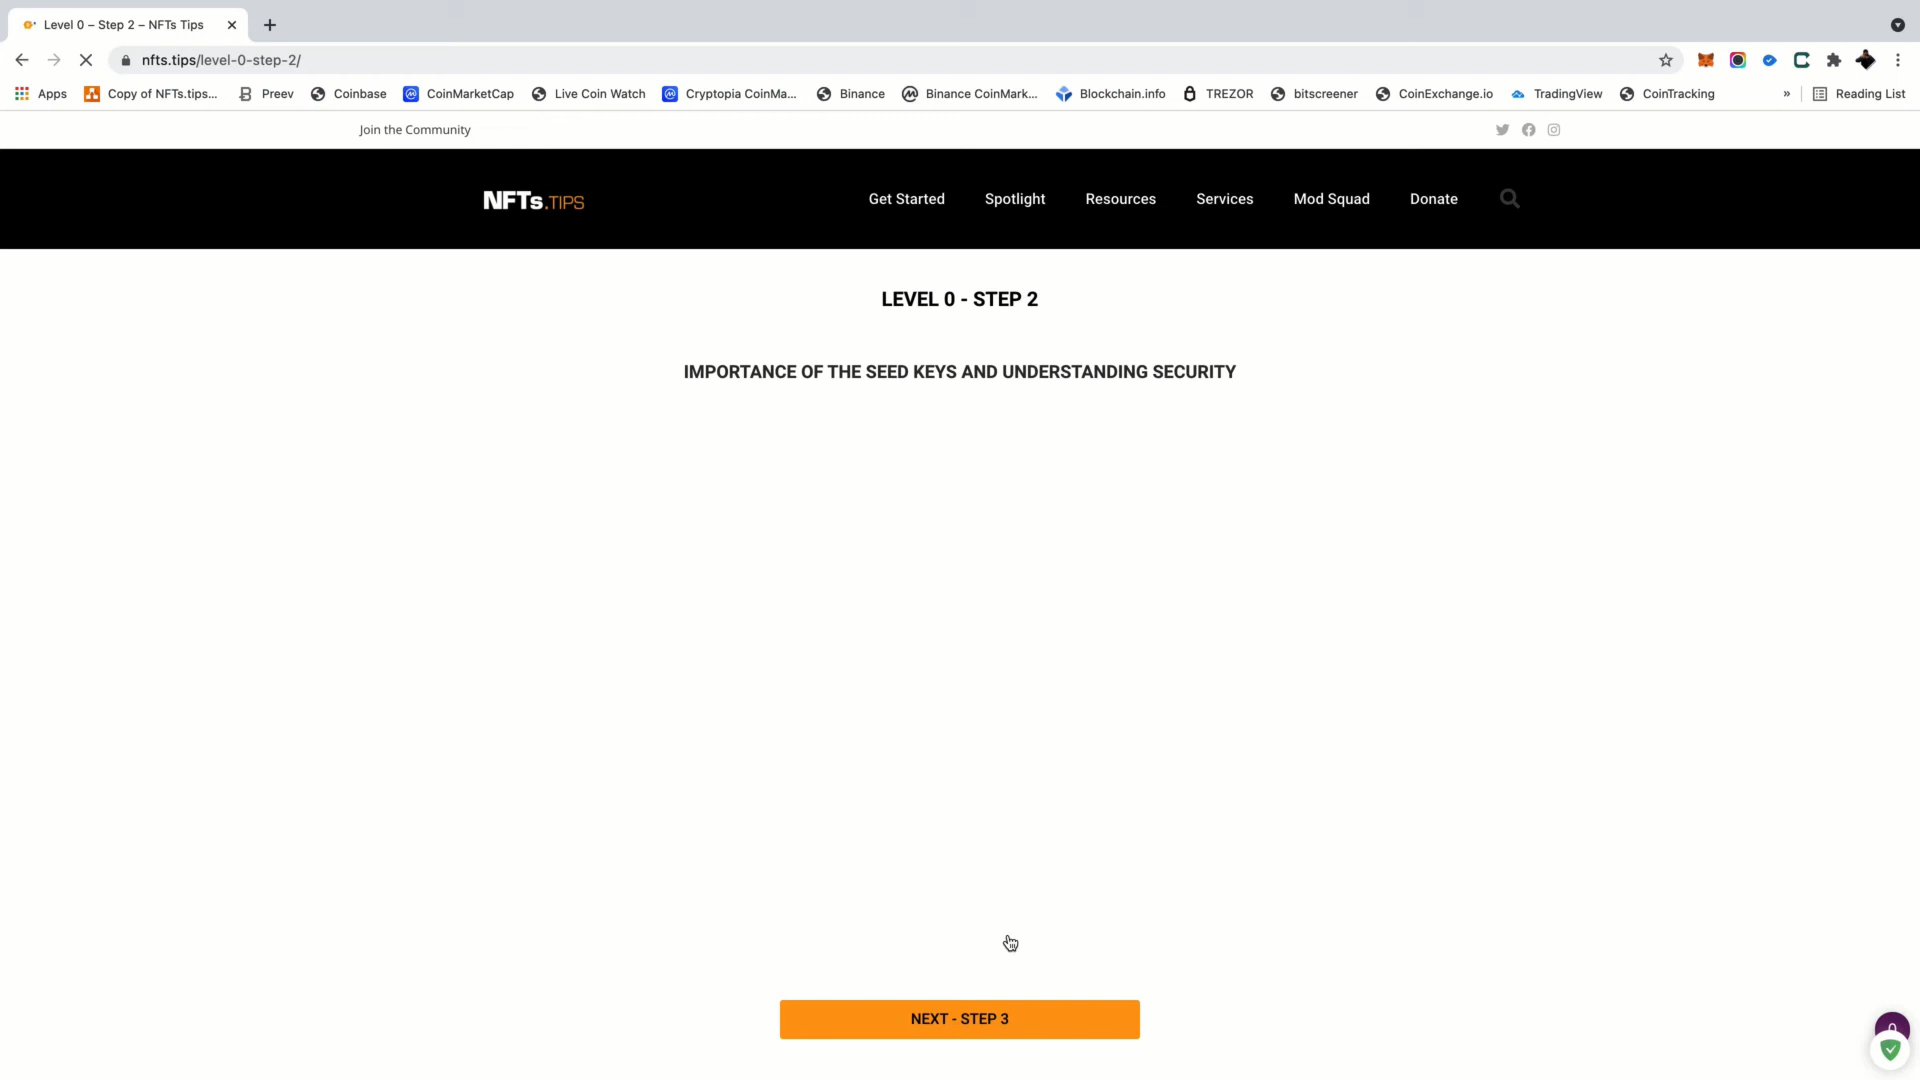 Level 0 – Step 2 – NFTs Tips
nfts.tips/level-0-step-2/
Apps Copy of NFTs.tips... Preev Coinbase CoinMarketCap Live Coin Watch Cryptopia CoinMa... Binance Binance CoinMark... Blockchain.info TREZOR bitscreener CoinExchange.io TradingView CoinTracking » Reading List
Join the Community
NFTs.TIPS Get Started Spotlight Resources Services Mod Squad Donate
LEVEL 0 - STEP 2
IMPORTANCE OF THE SEED KEYS AND UNDERSTANDING SECURITY
NEXT - STEP 3